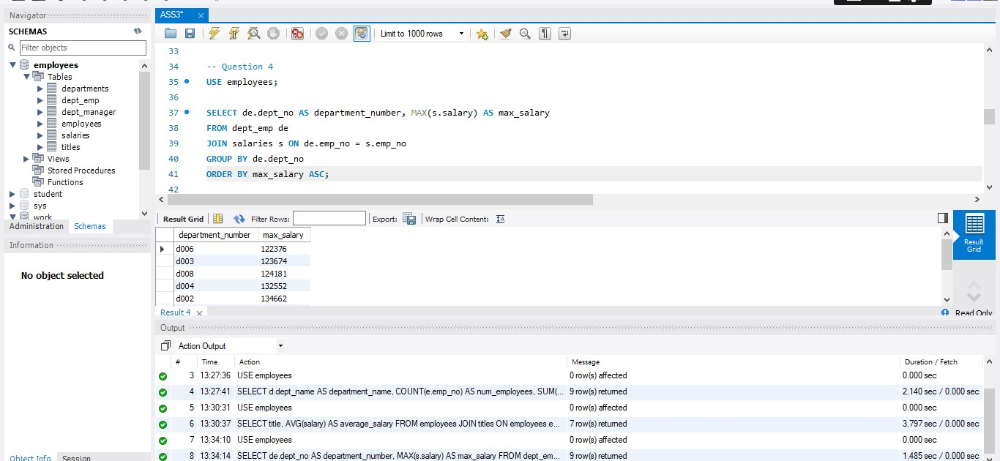 Navigator
SCHEMAS
Filter objects
employees
Tables
departments
dept_emp
dept_manager
employees
salaries
titles
Views
Stored Procedures
Functions
student
sys
work
Administration Schemas
Information
No object selected
Object Info Session
ASS3*
Limit to 1000 rows
33
34 -- Question 4
35 USE employees;
36
37 SELECT de.dept_no AS department_number, MAX(s.salary) AS max_salary
38 FROM dept_emp de
39 JOIN salaries s ON de.emp_no = s.emp_no
40 GROUP BY de.dept_no
41 ORDER BY max_salary ASC;
42
Result Grid Filter Rows: Export: Wrap Cell Content:
department_number max_salary
d006 122376
d003 123674
d008 124181
d004 132552
d002 134662
Result Grid
Result 4 Read Only
Output
Action Output
# Time Action Message Duration / Fetch
3 13:27:36 USE employees 0 row(s) affected 0.000 sec
4 13:27:41 SELECT d.dept_name AS department_name, COUNT(e.emp_no) AS num_employees, SUM(... 9 row(s) returned 2.140 sec / 0.000 sec
5 13:30:31 USE employees 0 row(s) affected 0.000 sec
6 13:30:37 SELECT title, AVG(salary) AS average_salary FROM employees JOIN titles ON employees.e... 7 row(s) returned 3.797 sec / 0.000 sec
7 13:34:10 USE employees 0 row(s) affected 0.000 sec
8 13:34:14 SELECT de.dept_no AS department_number, MAX(s.salary) AS max_salary FROM dept_em... 9 row(s) returned 1.485 sec / 0.000 sec